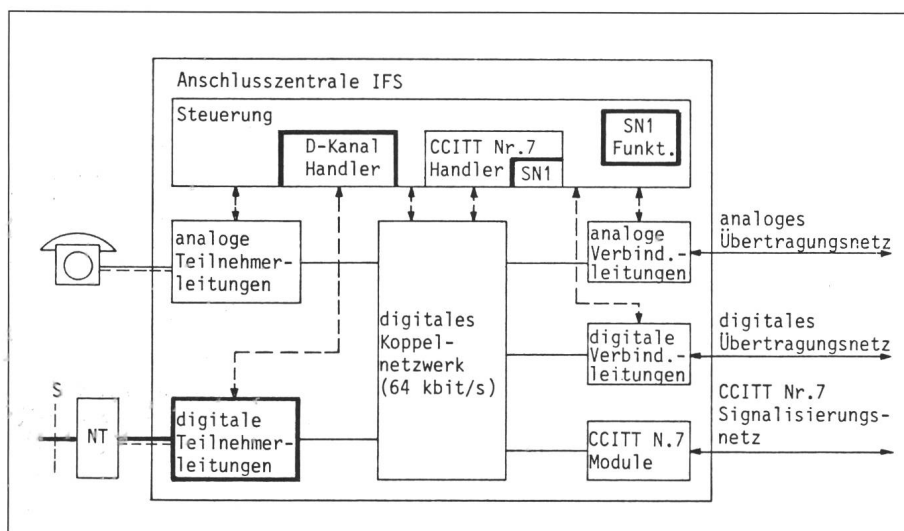 Anschlusszentrale IFS
Steuerung
D-Kanal
Handler
CCITT Nr.7
Handler
SN1
SN1
Funkt.
analoge
Teilnehmer-
leitungen
digitales
Koppel-
netzwerk
(64 kbit/s)
analoge
Verbind.-
leitungen
analoges
Übertragungsnetz
digitale
Verbind.-
leitungen
digitales
Übertragungsnetz
S
NT
digitale
Teilnehmer-
leitungen
CCITT N.7
Module
CCITT Nr.7
Signalisierungs-
netz